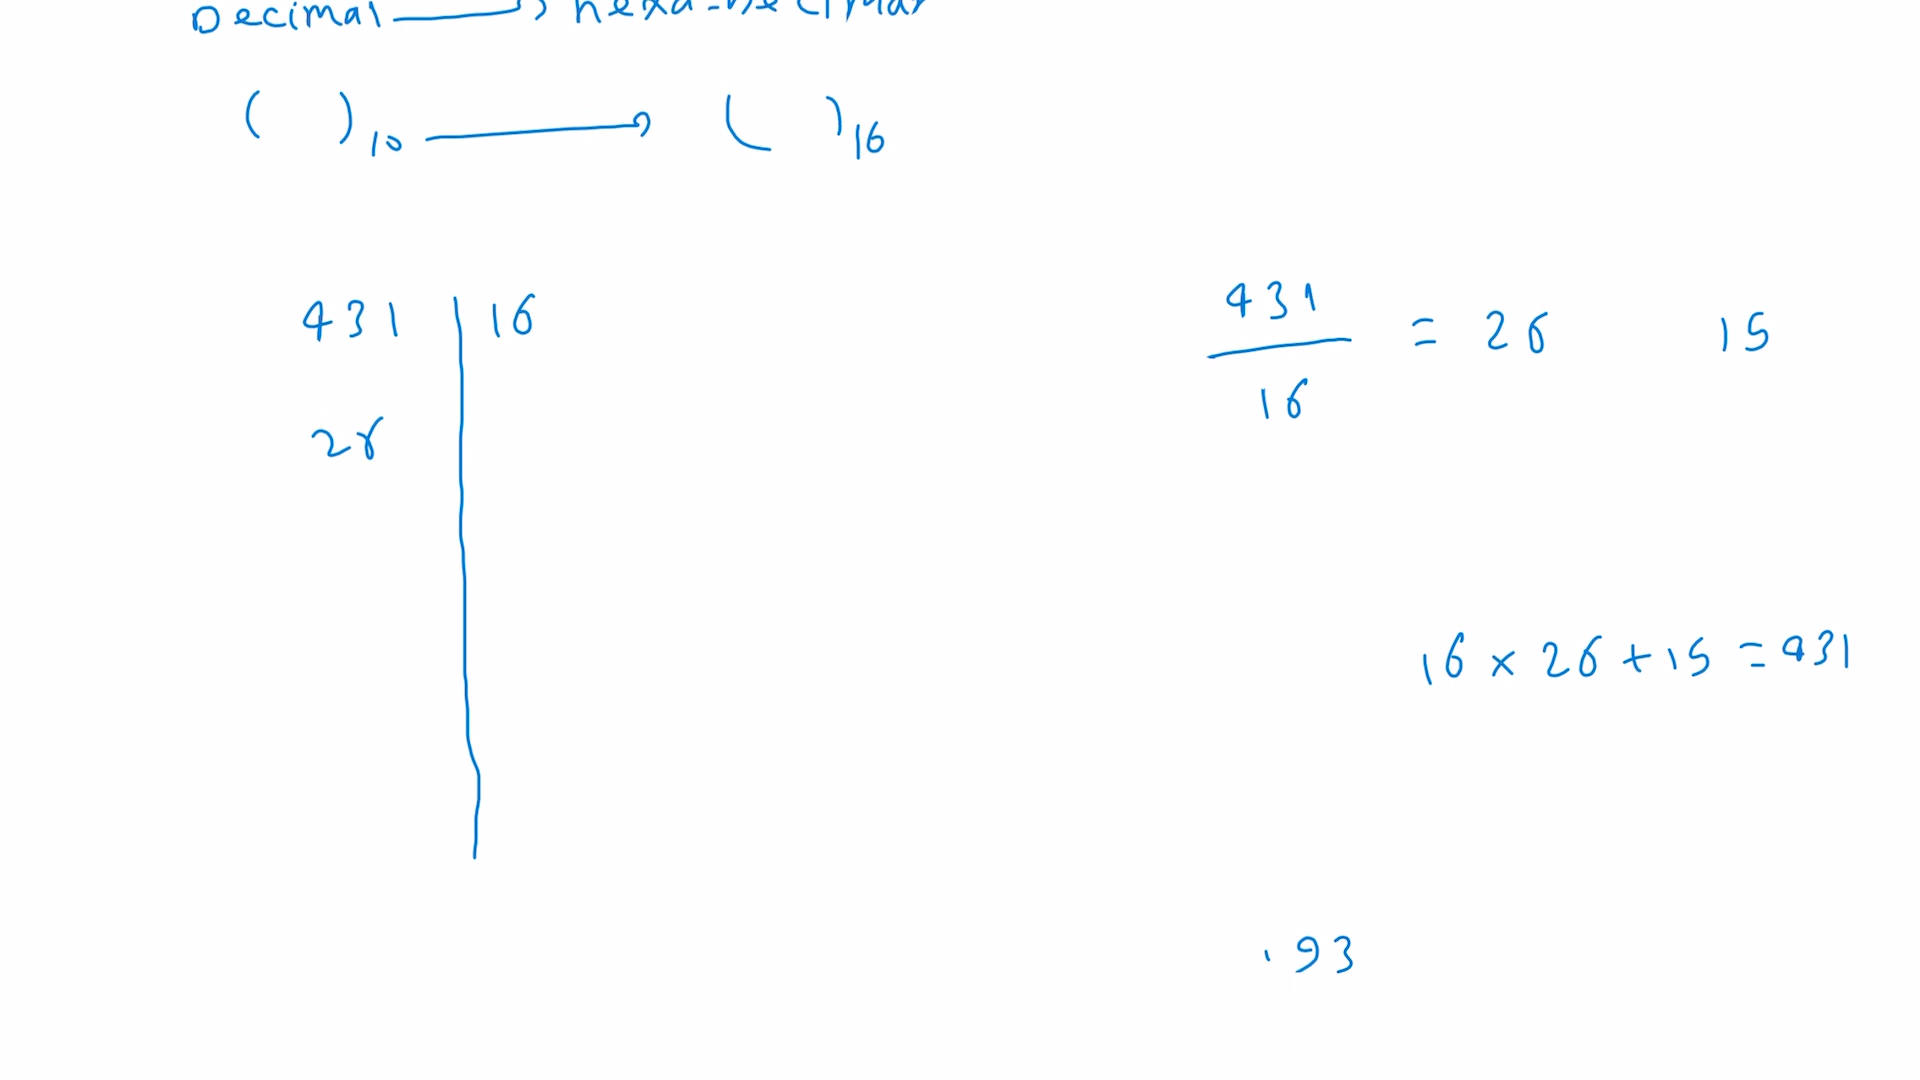 Decimal → hexa-decimal
( )10 → ( )16
431 | 16
26
431/16 = 26 15
16 × 26 + 15 = 431
.93